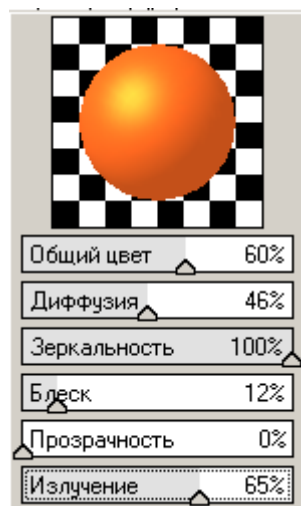 Общий цвет 60%
Диффузия 46%
Зеркальность 100%
Блеск 12%
Прозрачность 0%
Излучение 65%